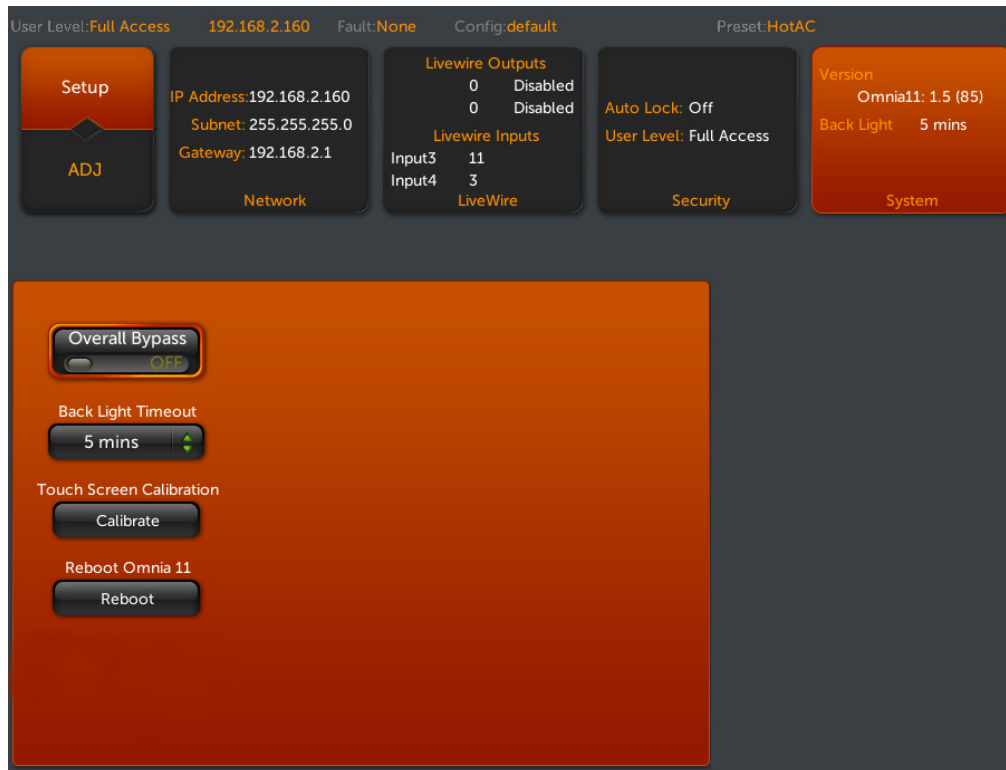 User Level:Full Access 192.168.2.160 Fault:None Config:default Preset:HotAC
Setup
ADJ
IP Address:192.168.2.160
Subnet: 255.255.255.0
Gateway: 192.168.2.1
Network
Livewire Outputs
0 Disabled
0 Disabled
Livewire Inputs
Input3 11
Input4 3
LiveWire
Auto Lock: Off
User Level: Full Access
Security
Version
Omnia11: 1.5 (85)
Back Light 5 mins
System
Overall Bypass
OFF
Back Light Timeout
5 mins
Touch Screen Calibration
Calibrate
Reboot Omnia 11
Reboot